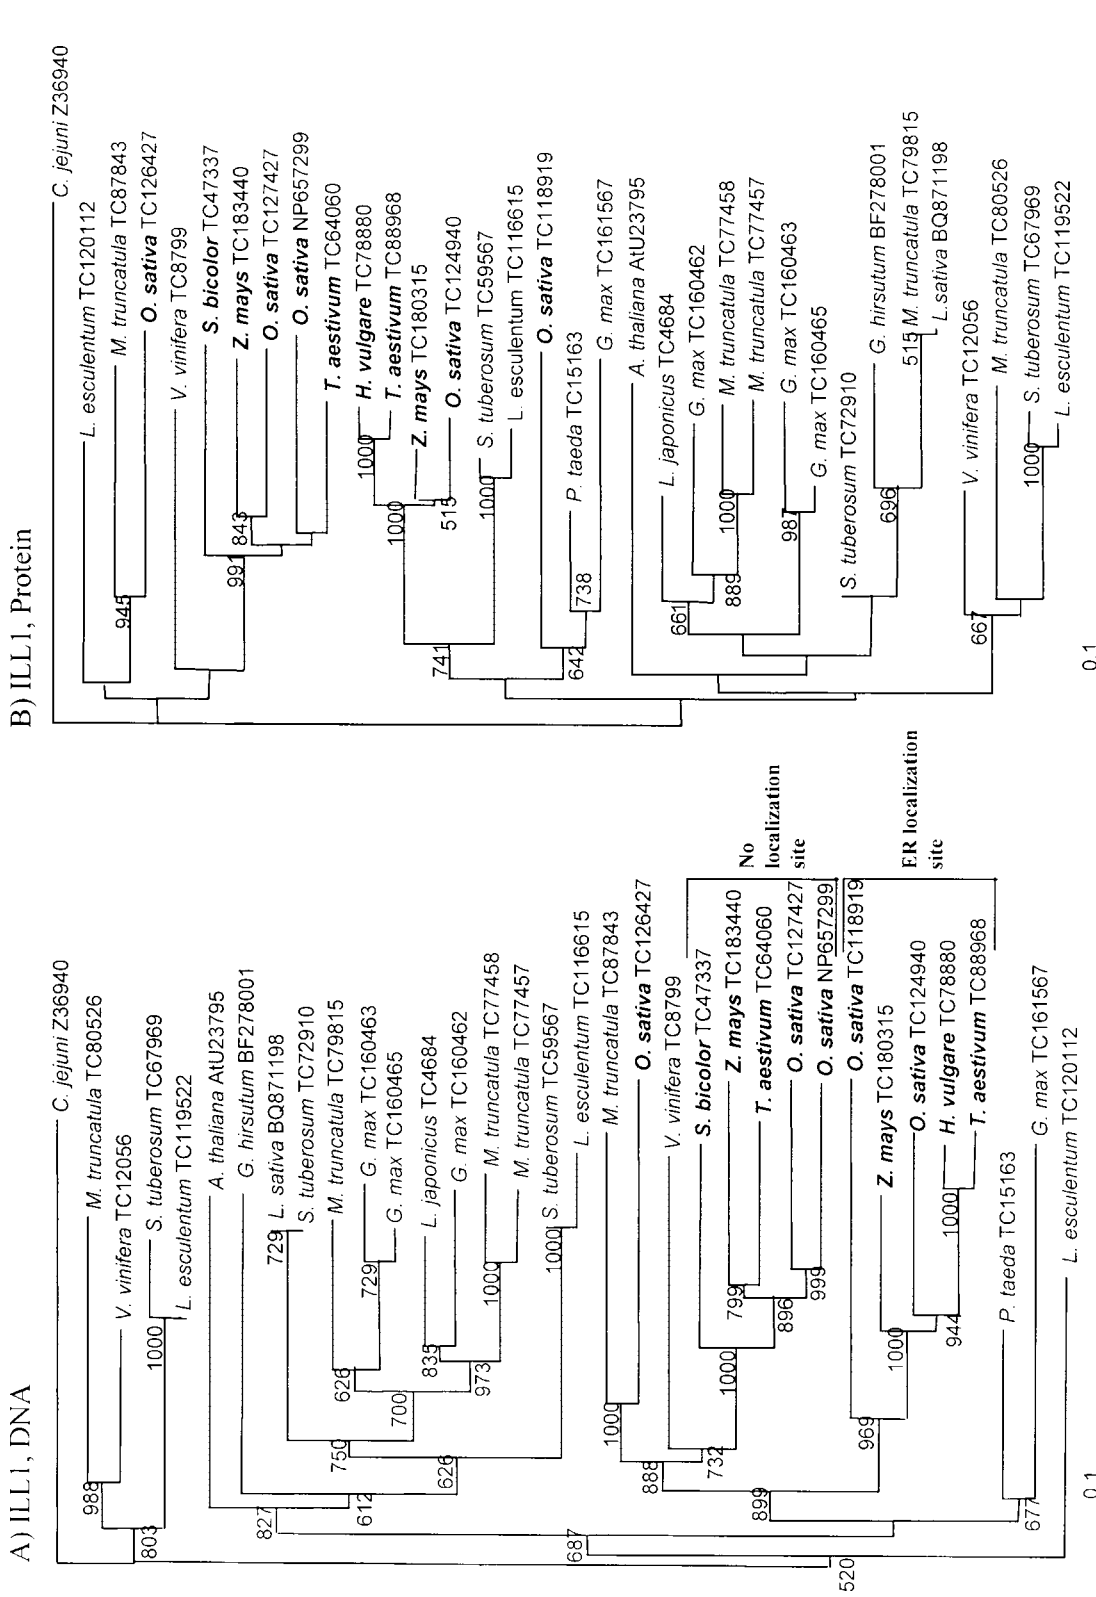 A) ILL1, DNA
C. jejuni Z36940
M. truncatula TC80526
V. vinifera TC12056
S. tuberosum TC67969
L. esculentum TC119522
A. thaliana AtU23795
G. hirsutum BF278001
L. sativa BQ871198
S. tuberosum TC72910
M. truncatula TC79815
G. max TC160463
G. max TC160465
L. japonicus TC4684
G. max TC160462
M. truncatula TC77458
M. truncatula TC77457
S. tuberosum TC59567
L. esculentum TC116615
M. truncatula TC87843
O. sativa TC126427
V. vinifera TC8799
S. bicolor TC47337
Z. mays TC183440
T. aestivum TC64060
O. sativa TC127427
O. sativa NP657299
O. sativa TC118919
Z. mays TC180315
O. sativa TC124940
H. vulgare TC78880
T. aestivum TC88968
P. taeda TC15163
G. max TC161567
L. esculentum TC120112
988
803
1000
827
612
729
750
626
626
729
700
835
973
1000
1000
687
1000
888
732
1000
799
896
999
899
969
1000
944
1000
677
520
No
localization
site
ER localization
site
0.1
B) ILL1, Protein
C. jejuni Z36940
L. esculentum TC120112
M. truncatula TC87843
O. sativa TC126427
V. vinifera TC8799
S. bicolor TC47337
Z. mays TC183440
O. sativa TC127427
O. sativa NP657299
T. aestivum TC64060
H. vulgare TC78880
T. aestivum TC88968
Z. mays TC180315
O. sativa TC124940
S. tuberosum TC59567
L. esculentum TC116615
O. sativa TC118919
P. taeda TC15163
G. max TC161567
A. thaliana AtU23795
L. japonicus TC4684
G. max TC160462
M. truncatula TC77458
M. truncatula TC77457
G. max TC160463
G. max TC160465
S. tuberosum TC72910
G. hirsutum BF278001
M. truncatula TC79815
L.sativa BQ871198
V. vinifera TC12056
M. truncatula TC80526
S. tuberosum TC67969
L. esculentum TC119522
945
991
843
1000
1000
515
741
1000
642
738
661
889
1000
987
696
515
667
1000
0.1